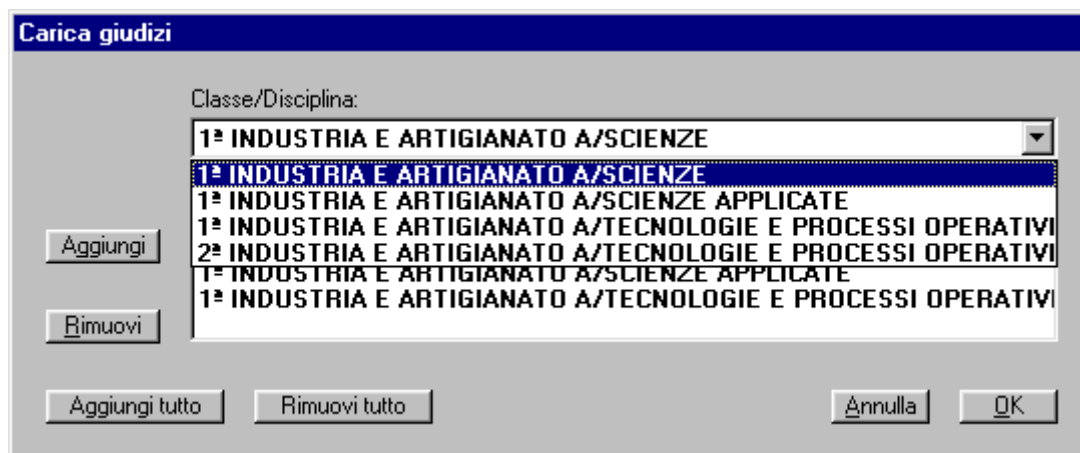 Carica giudizi
Classe/Disciplina:
1ª INDUSTRIA E ARTIGIANATO A/SCIENZE
1ª INDUSTRIA E ARTIGIANATO A/SCIENZE
1ª INDUSTRIA E ARTIGIANATO A/SCIENZE APPLICATE
1ª INDUSTRIA E ARTIGIANATO A/TECNOLOGIE E PROCESSI OPERATIVI
2ª INDUSTRIA E ARTIGIANATO A/TECNOLOGIE E PROCESSI OPERATIVI
1ª INDUSTRIA E ARTIGIANATO A/SCIENZE APPLICATE
1ª INDUSTRIA E ARTIGIANATO A/TECNOLOGIE E PROCESSI OPERATIVI
Aggiungi
Rimuovi
Aggiungi tutto
Rimuovi tutto
Annulla
OK